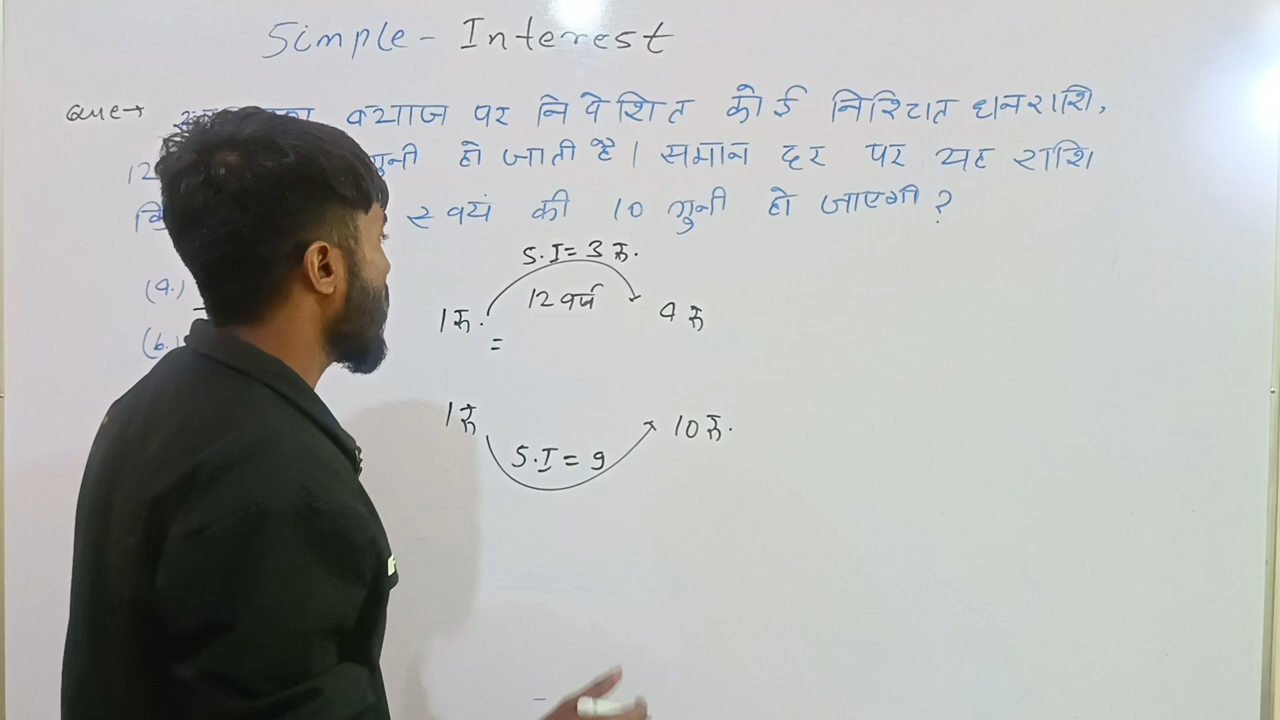 Simple - Interest
Que→ ब्याज पर निवेशित कोई निश्चित धनराशि,
12 गुनी हो जाती है। समान दर पर यह राशि
स्वयं की 10 गुनी हो जाएगी?
S.I = 3 रु.
(a.)
12 वर्ष
1 रु. 4 रु
=
(b.)
1 रु 10 रु.
S.I = 9